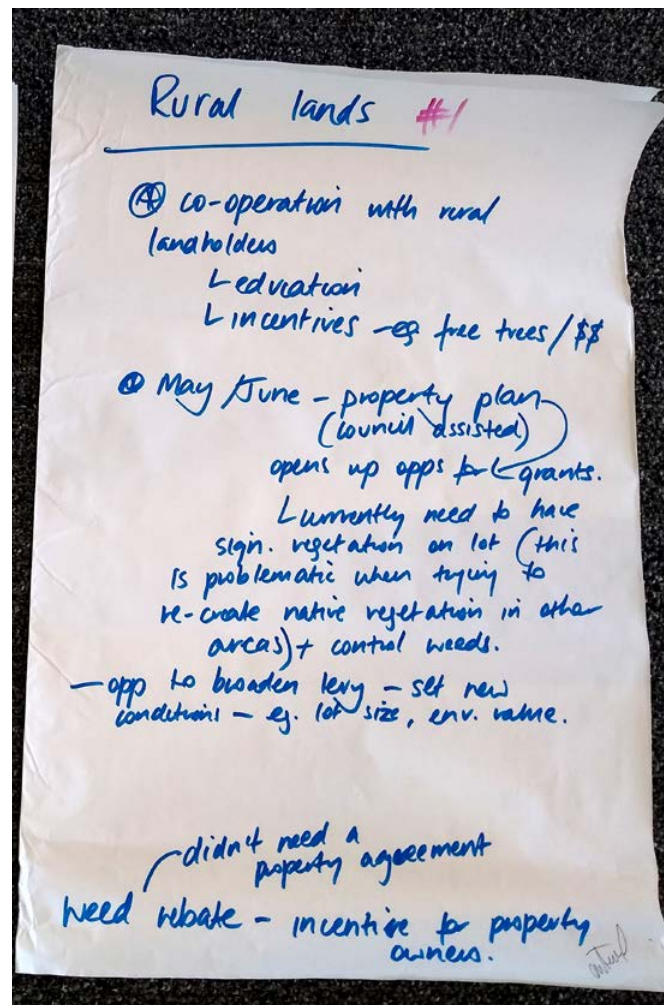 Rural lands #1
④ co-operation with rural
landholders
└ education
└ incentives - eg free trees / $$
May/June - property plan
(council assisted)
opens up opps for grants.
└ currently need to have
sign. vegetation on lot (this
is problematic when trying to
re-create native vegetation in other
areas) + control weeds.
- opp to broaden levy - set new
conditions - eg. lot size, env. value.
didn't need a
property agreement
Weed rebate - incentive for property
owners.